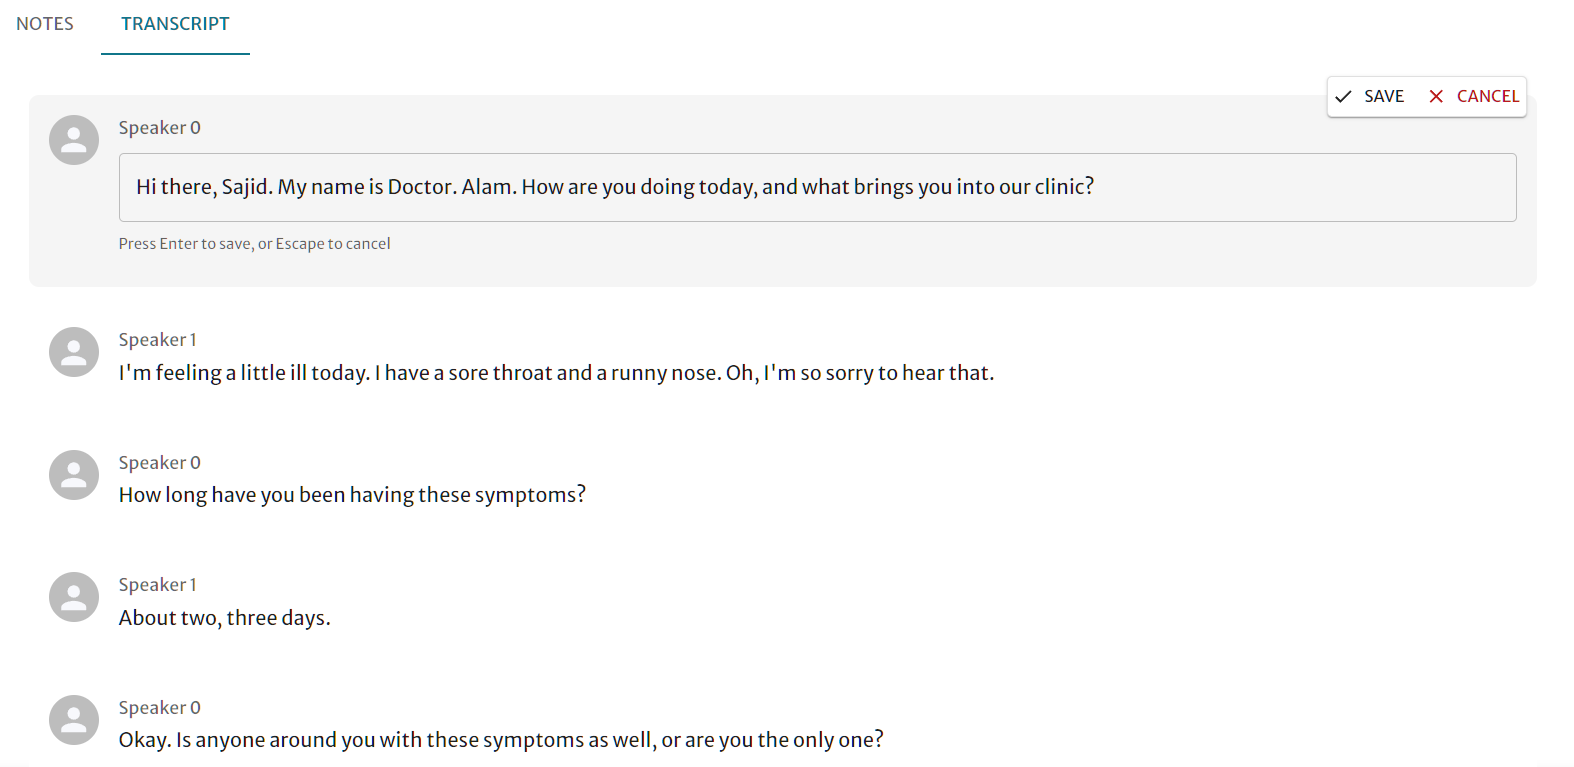 NOTES TRANSCRIPT
SAVE CANCEL
Speaker 0
Hi there, Sajid. My name is Doctor. Alam. How are you doing today, and what brings you into our clinic?
Press Enter to save, or Escape to cancel
Speaker 1
I'm feeling a little ill today. I have a sore throat and a runny nose. Oh, I'm so sorry to hear that.
Speaker 0
How long have you been having these symptoms?
Speaker 1
About two, three days.
Speaker 0
Okay. Is anyone around you with these symptoms as well, or are you the only one?